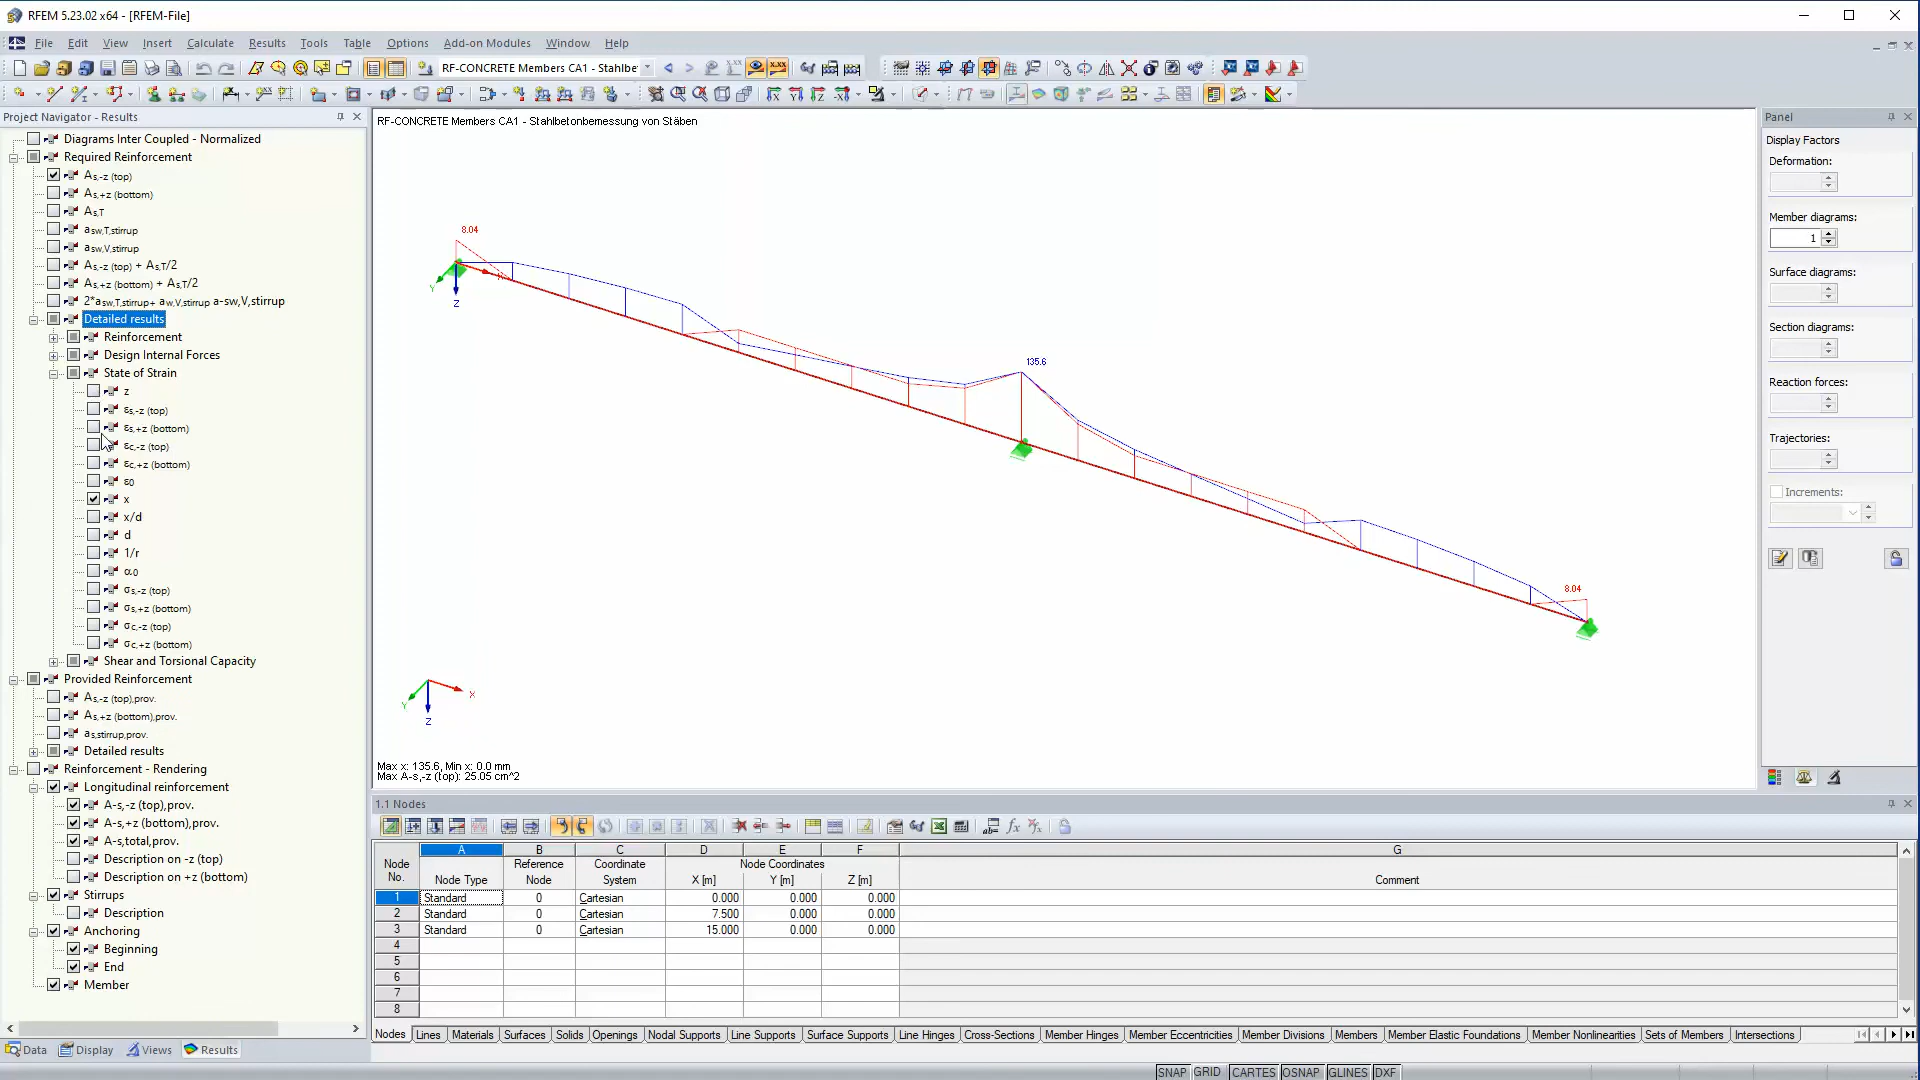 RFEM 5.23.02 x64 - [RFEM-File]
File Edit View Insert Calculate Results Tools Table Options Add-on Modules Window Help
RF-CONCRETE Members CA1 - Stahlbe
Project Navigator - Results
Diagrams Inter Coupled - Normalized
Required Reinforcement
As,-z (top)
As,+z (bottom)
As,T
asw,T,stirrup
asw,V,stirrup
As,-z (top) + As,T/2
As,+z (bottom) + As,T/2
2*asw,T,stirrup+ aw,V,stirrup a-sw,V,stirrup
Detailed results
Reinforcement
Design Internal Forces
State of Strain
z
εs,-z (top)
εs,+z (bottom)
εc,-z (top)
εc,+z (bottom)
ε0
x
x/d
d
1/r
α0
σs,-z (top)
σs,+z (bottom)
σc,-z (top)
σc,+z (bottom)
Shear and Torsional Capacity
Provided Reinforcement
As,-z (top),prov.
As,+z (bottom),prov.
as,stirrup,prov.
Detailed results
Reinforcement - Rendering
Longitudinal reinforcement
A-s,-z (top),prov.
A-s,+z (bottom),prov.
A-s,total,prov.
Description on -z (top)
Description on +z (bottom)
Stirrups
Description
Anchoring
Beginning
End
Member
Data Display Views Results
RF-CONCRETE Members CA1 - Stahlbetonbemessung von Stäben
8.04
Y
Z
135.6
8.04
X
Y
Z
Max x: 135.6, Min x: 0.0 mm
Max A-s,-z (top): 25.05 cm^2
Panel
Display Factors
Deformation:
Member diagrams:
1
Surface diagrams:
Section diagrams:
Reaction forces:
Trajectories:
Increments:
1.1 Nodes
A B C D E F G
Node No. Node Type Reference Node Coordinate System Node Coordinates X [m] Y [m] Z [m] Comment
1 Standard 0 Cartesian 0.000 0.000 0.000
2 Standard 0 Cartesian 7.500 0.000 0.000
3 Standard 0 Cartesian 15.000 0.000 0.000
4
5
6
7
8
Nodes Lines Materials Surfaces Solids Openings Nodal Supports Line Supports Surface Supports Line Hinges Cross-Sections Member Hinges Member Eccentricities Member Divisions Members Member Elastic Foundations Member Nonlinearities Sets of Members Intersections
SNAP GRID CARTES OSNAP GLINES DXF